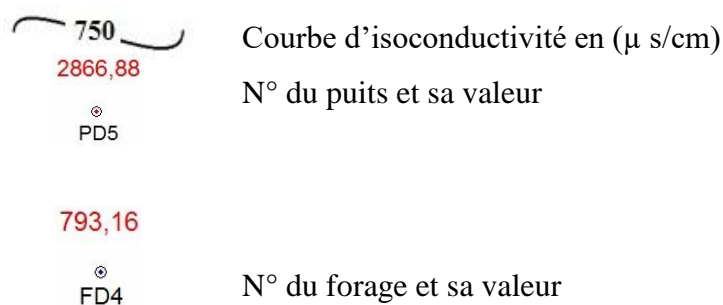 750 Courbe d’isoconductivité en (µ s/cm)
2866,88
N° du puits et sa valeur
PD5
793,16
FD4 N° du forage et sa valeur